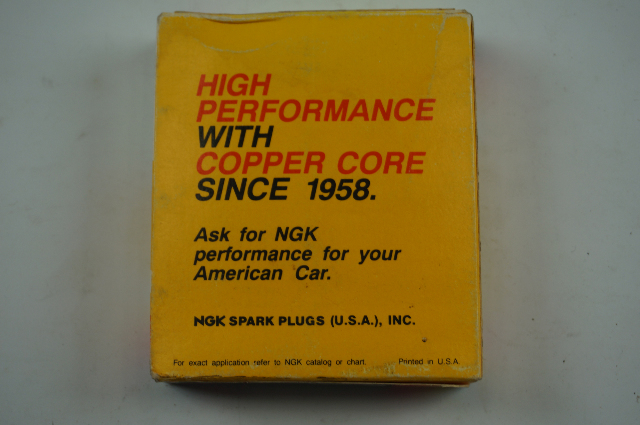 HIGH
PERFORMANCE
WITH
COPPER CORE
SINCE 1958.
Ask for NGK
performance for your
American Car.
NGK SPARK PLUGS (U.S.A.), INC.
For exact application refer to NGK catalog or chart. Printed in U.S.A.